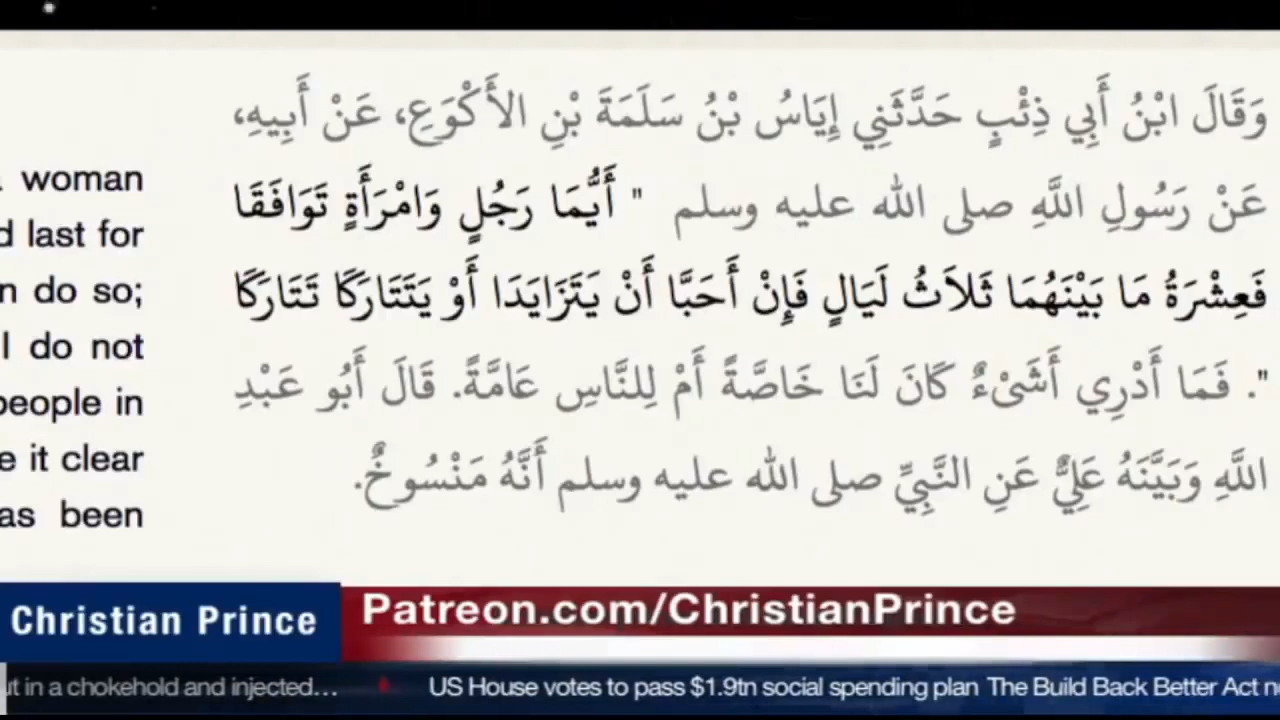 وَقَالَ ابْنُ أَبِي ذِئْبٍ حَدَّثَنِي إِيَاسُ بْنُ سَلَمَةَ بْنِ الأَكْوَعِ، عَنْ أَبِيهِ،
عَنْ رَسُولِ اللَّهِ صلى الله عليه وسلم " أَيُّمَا رَجُلٍ وَامْرَأَةٍ تَوَافَقَا
فَعِشْرَةُ مَا بَيْنَهُمَا ثَلاَثُ لَيَالٍ فَإِنْ أَحَبَّا أَنْ يَتَزَايَدَا أَوْ يَتَتَارَكَا تَتَارَكَا
". فَمَا أَدْرِي أَشَىْءٌ كَانَ لَنَا خَاصَّةً أَمْ لِلنَّاسِ عَامَّةً. قَالَ أَبُو عَبْدِ
اللَّهِ وَبَيَّنَهُ عَلِيٌّ عَنِ النَّبِيِّ صلى الله عليه وسلم أَنَّهُ مَنْسُوخٌ.
woman
last for
do so;
I do not
people in
it clear
as been
Christian Prince
Patreon.com/ChristianPrince
in a chokehold and injected... US House votes to pass $1.9tn social spending plan The Build Back Better Act